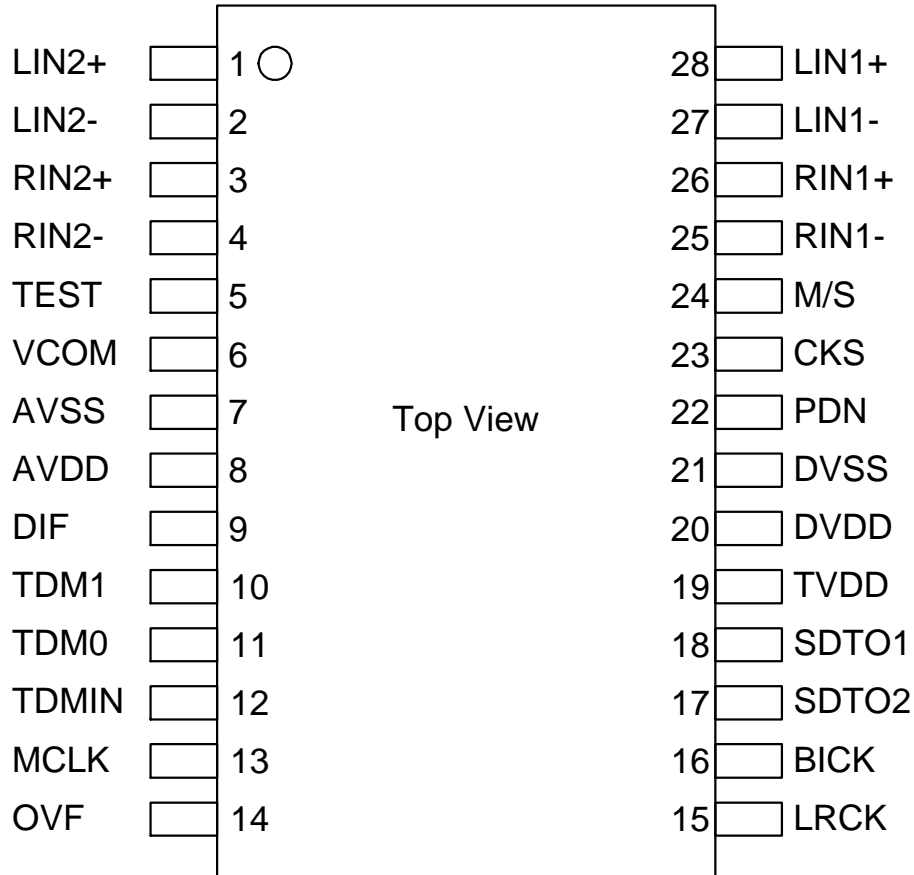 LIN2+ 1 28 LIN1+
LIN2- 2 27 LIN1-
RIN2+ 3 26 RIN1+
RIN2- 4 25 RIN1-
TEST 5 24 M/S
VCOM 6 23 CKS
AVSS 7 Top View 22 PDN
AVDD 8 21 DVSS
DIF 9 20 DVDD
TDM1 10 19 TVDD
TDM0 11 18 SDTO1
TDMIN 12 17 SDTO2
MCLK 13 16 BICK
OVF 14 15 LRCK